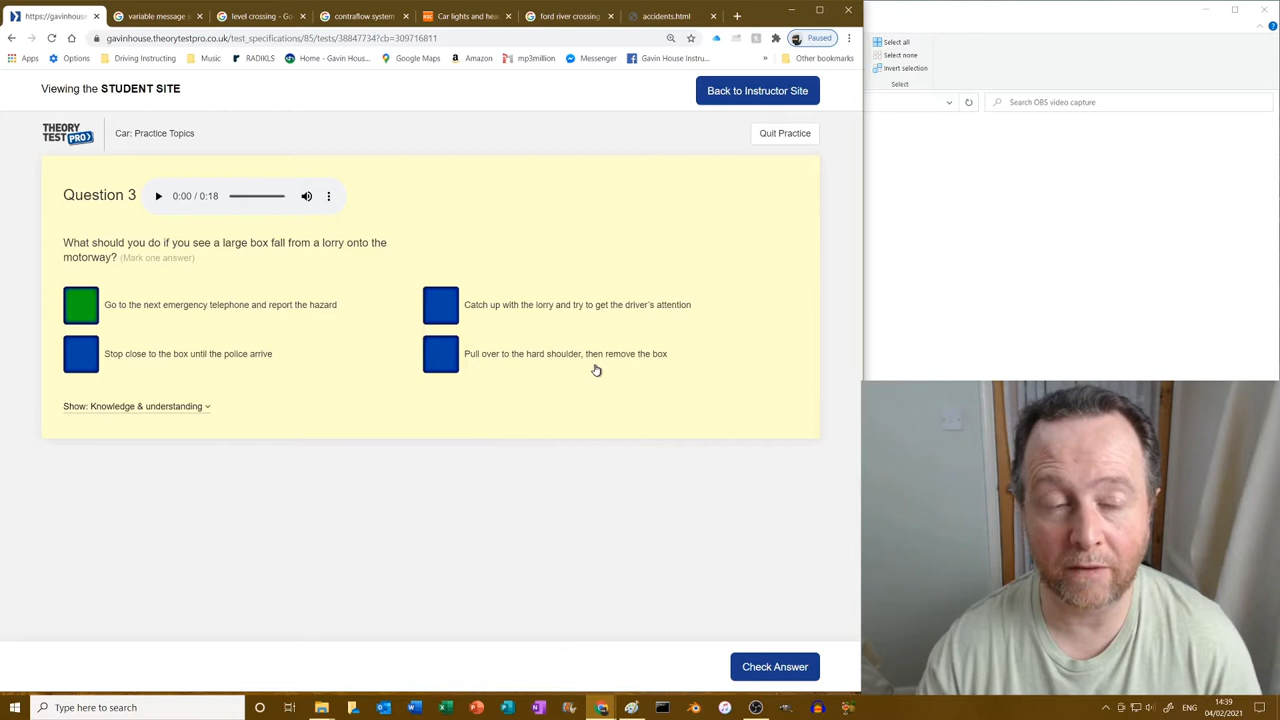 https://gavinhouse.
variable message s
level crossing - Go
contraflow system
RAC
Car lights and hea
ford river crossing
accidents.html
gavinhouse.theorytestpro.co.uk/test_specifications/85/tests/38847734?cb=309716811
Paused
Apps
Options
Driving Instructing
Music
RADIKLS
Home - Gavin Hous...
Google Maps
Amazon
mp3million
Messenger
Gavin House Instru...
»
Other bookmarks
Select all
Select none
Invert selection
Select
Search OBS video capture
Viewing the STUDENT SITE
Back to Instructor Site
THEORY
TEST PRO
Car: Practice Topics
Quit Practice
Question 3
0:00 / 0:18
What should you do if you see a large box fall from a lorry onto the
motorway? (Mark one answer)
Go to the next emergency telephone and report the hazard
Catch up with the lorry and try to get the driver's attention
Stop close to the box until the police arrive
Pull over to the hard shoulder, then remove the box
Show: Knowledge & understanding
Check Answer
Type here to search
ENG
14:39
04/02/2021